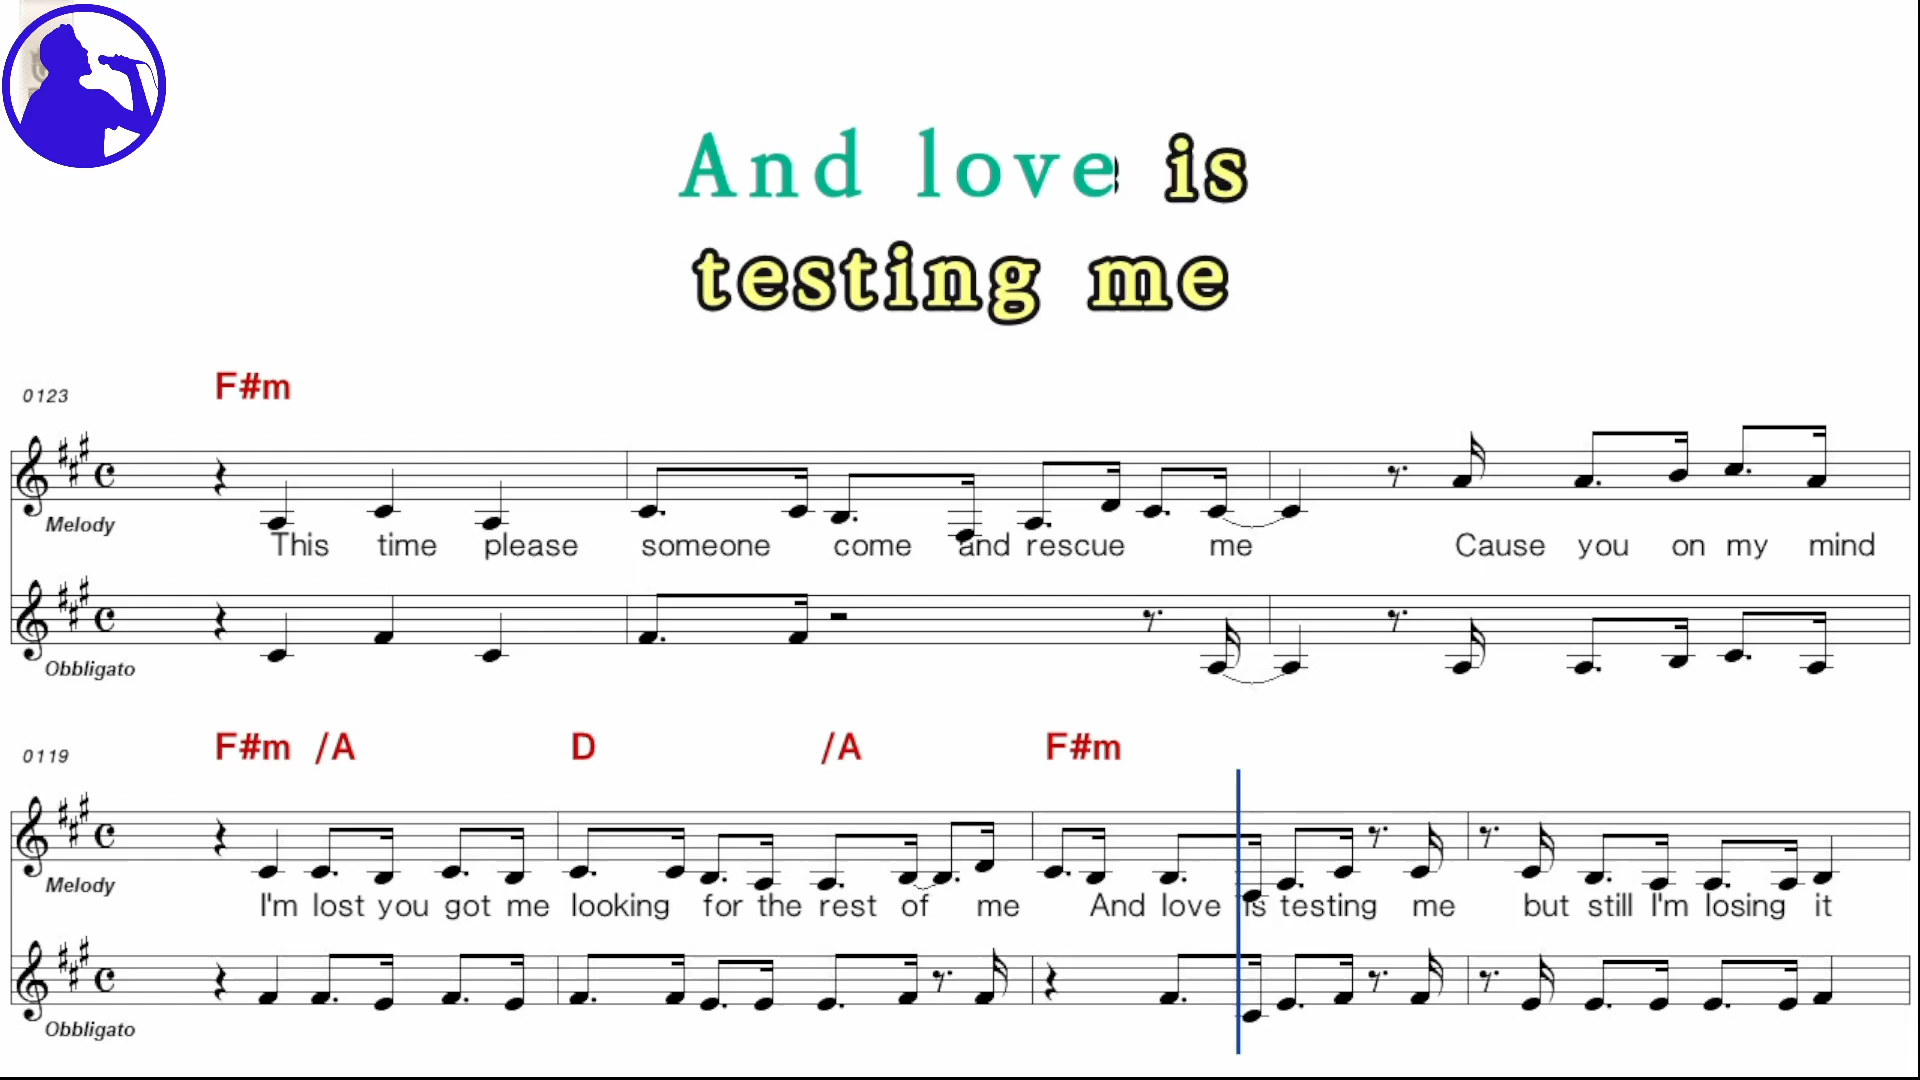 And love is
testing me
F#m
0123
Melody
This time please someone come and rescue me Cause you on my mind
Obbligato
F#m /A D /A F#m
0119
Melody
I'm lost you got me looking for the rest of me And love is testing me but still I'm losing it
Obbligato